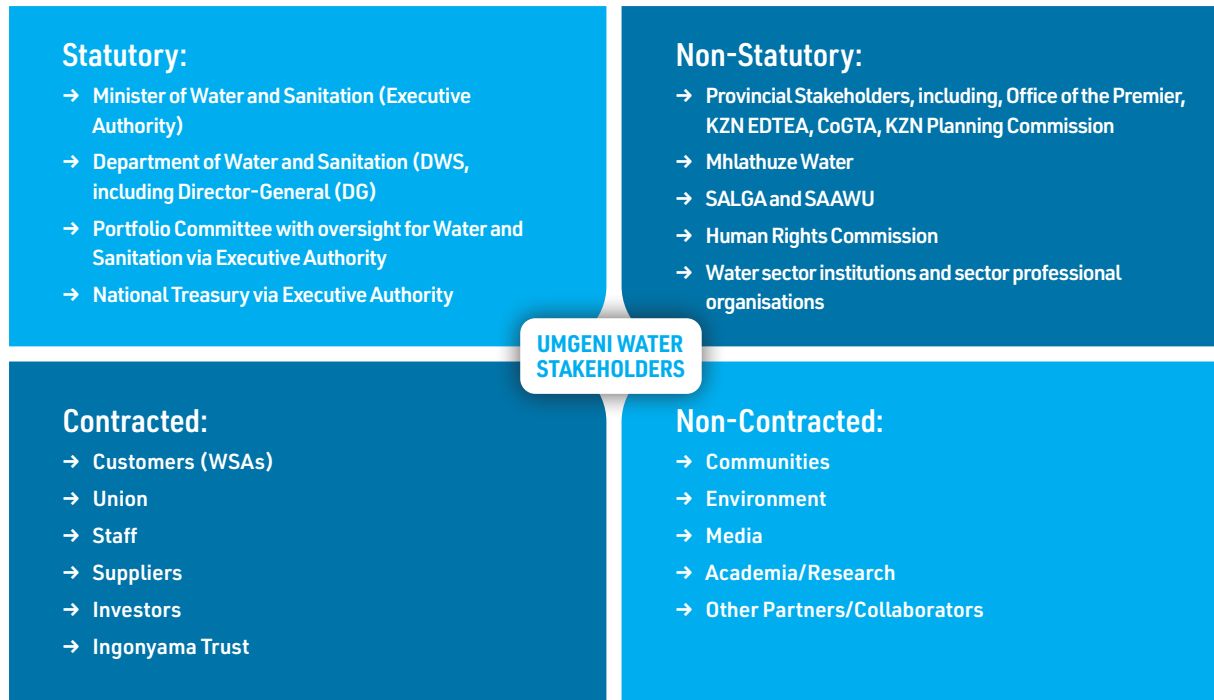 Statutory:
→ Minister of Water and Sanitation (Executive
Authority)
→ Department of Water and Sanitation (DWS,
including Director-General (DG)
→ Portfolio Committee with oversight for Water and
Sanitation via Executive Authority
→ National Treasury via Executive Authority
Non-Statutory:
→ Provincial Stakeholders, including, Office of the Premier,
KZN EDTEA, CoGTA, KZN Planning Commission
→ Mhlathuze Water
→ SALGA and SAAWU
→ Human Rights Commission
→ Water sector institutions and sector professional
organisations
UMGENI WATER
STAKEHOLDERS
Contracted:
→ Customers (WSAs)
→ Union
→ Staff
→ Suppliers
→ Investors
→ Ingonyama Trust
Non-Contracted:
→ Communities
→ Environment
→ Media
→ Academia/Research
→ Other Partners/Collaborators